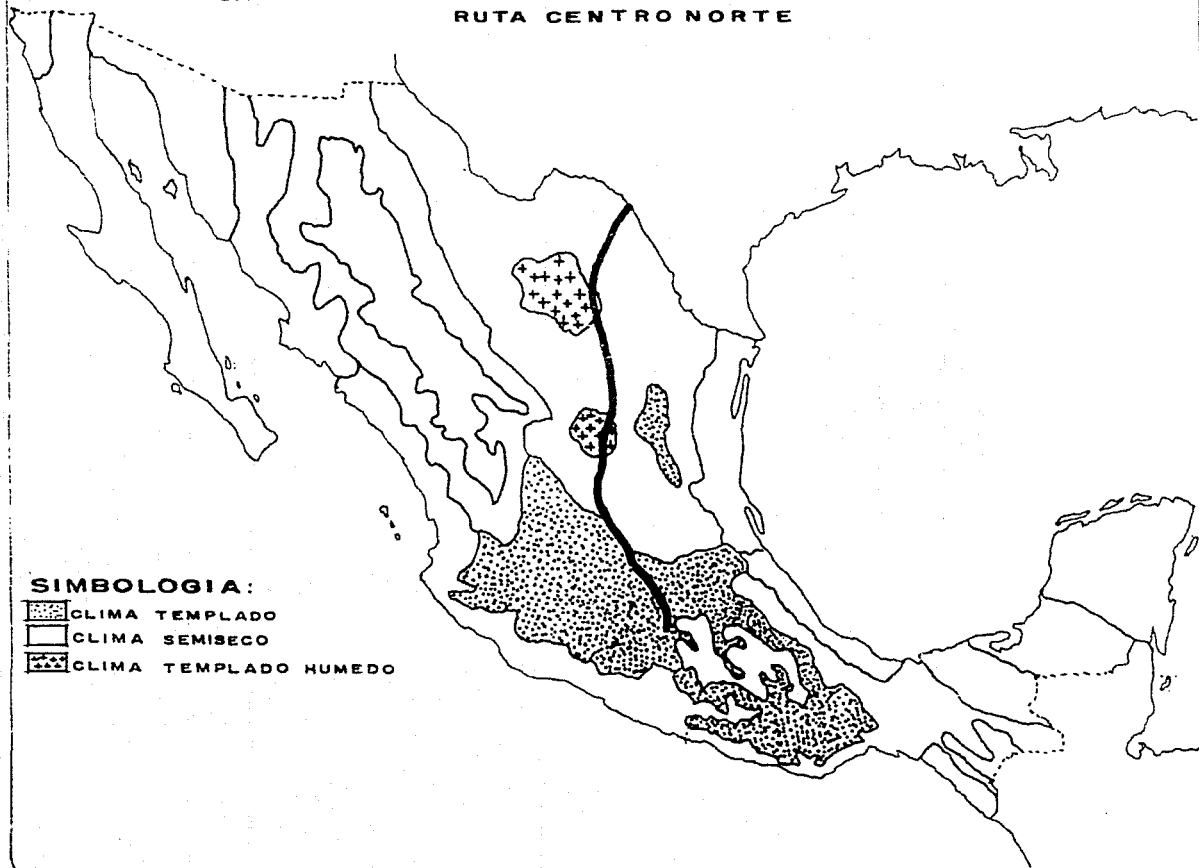 RUTA CENTRO NORTE
SIMBOLOGIA:
CLIMA TEMPLADO
CLIMA SEMISECO
CLIMA TEMPLADO HUMEDO